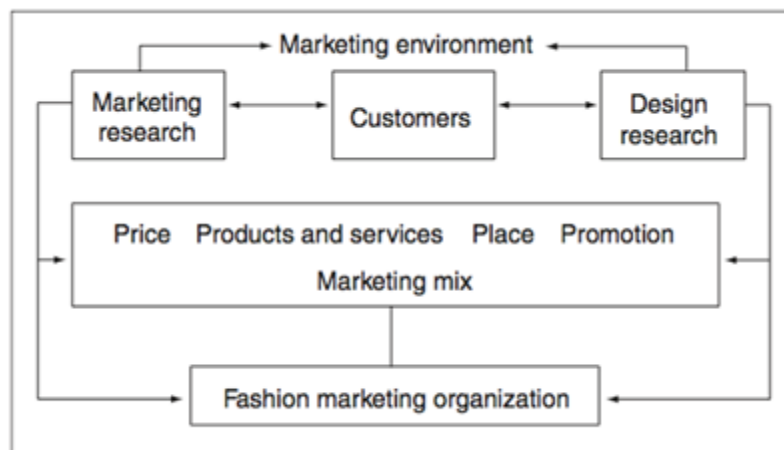 Marketing environment
Marketing
research
Customers
Design
research
Price Products and services Place Promotion
Marketing mix
Fashion marketing organization